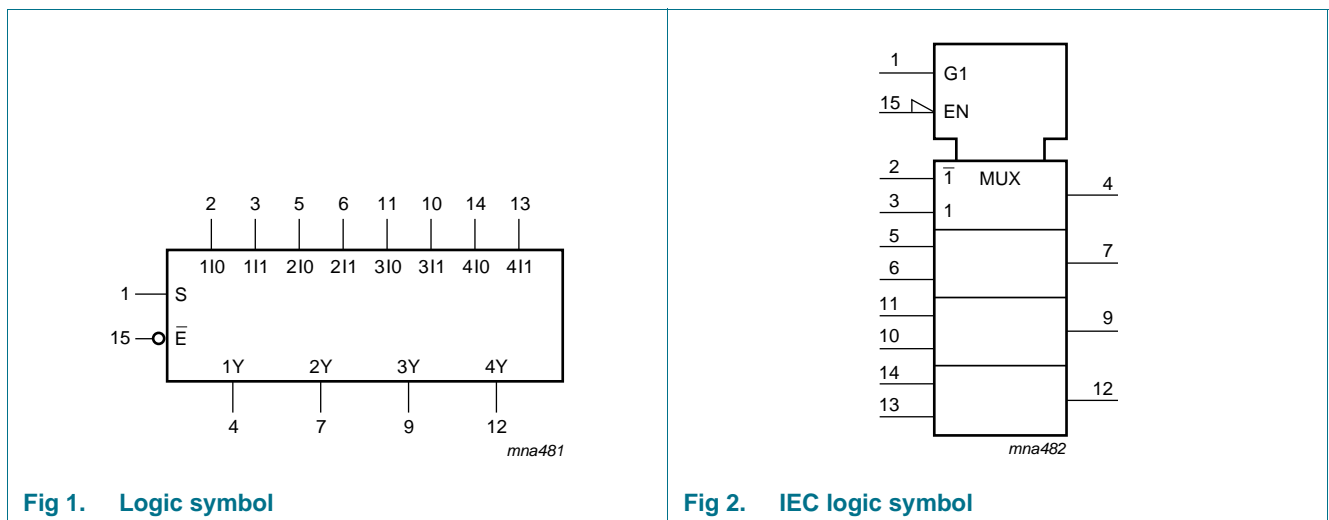 2 3 5 6 11 10 14 13
1I0 1I1 2I0 2I1 3I0 3I1 4I0 4I1
1 S
15 E̅
1Y 2Y 3Y 4Y
4 7 9 12
mna481
Fig 1. Logic symbol
1 G1
15 EN
2 1̅ MUX 4
3 1
5
7
6
11
9
10
14
12
13
mna482
Fig 2. IEC logic symbol